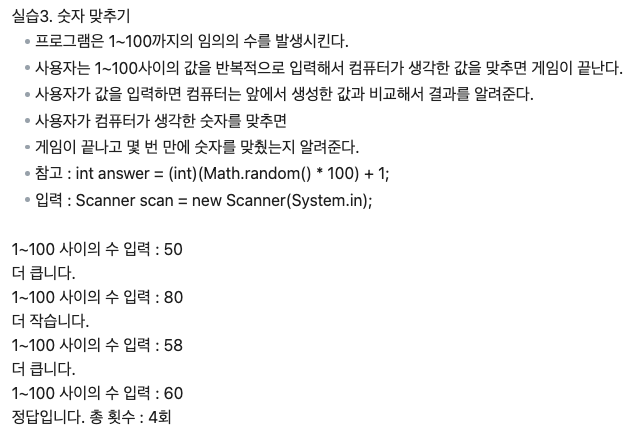 실습3. 숫자 맞추기
• 프로그램은 1~100까지의 임의의 수를 발생시킨다.
• 사용자는 1~100사이의 값을 반복적으로 입력해서 컴퓨터가 생각한 값을 맞추면 게임이 끝난다.
• 사용자가 값을 입력하면 컴퓨터는 앞에서 생성한 값과 비교해서 결과를 알려준다.
• 사용자가 컴퓨터가 생각한 숫자를 맞추면
• 게임이 끝나고 몇 번 만에 숫자를 맞췄는지 알려준다.
• 참고 : int answer = (int)(Math.random() * 100) + 1;
• 입력 : Scanner scan = new Scanner(System.in);
1~100 사이의 수 입력 : 50
더 큽니다.
1~100 사이의 수 입력 : 80
더 작습니다.
1~100 사이의 수 입력 : 58
더 큽니다.
1~100 사이의 수 입력 : 60
정답입니다. 총 횟수 : 4회